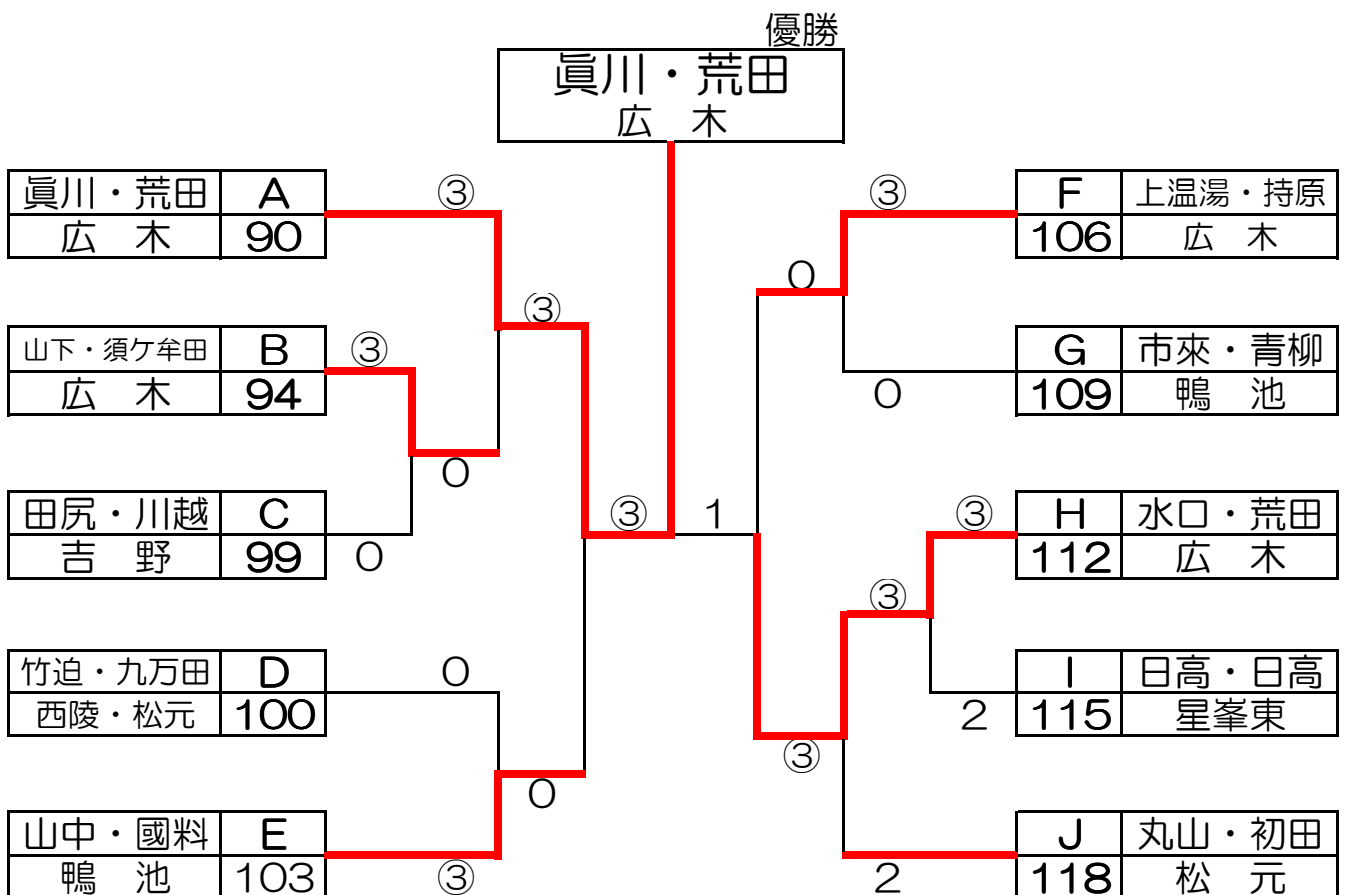 優勝
眞川・荒田
広　木
眞川・荒田 A ③ ③ F 上温湯・持原
広　木 90 106 広　木
0
③
山下・須ケ牟田 B ③ G 市來・青柳
広　木 94 0 109 鴨　池
0
田尻・川越 C ③ 1 ③ H 水口・荒田
吉　野 99 0 112 広　木
③
竹迫・九万田 D 0 I 日高・日高
西陵・松元 100 2 115 星峯東
③
0
山中・國料 E J 丸山・初田
鴨　池 103 ③ 2 118 松　元